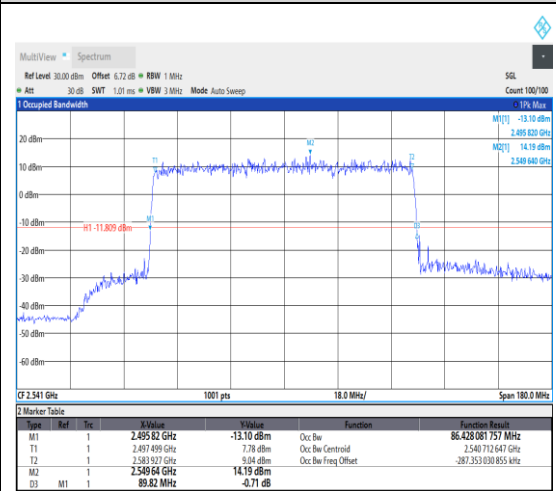 MultiView Spectrum
Ref Level 30.00 dBm Offset 6.72 dB RBW 1 MHz SGL
Att 30 dB SWT 1.01 ms VBW 3 MHz Mode Auto Sweep Count 100/100
1 Occupied Bandwidth 1Pk Max
M1[1] -13.10 dBm
2.495 820 GHz
M2[1] 14.19 dBm
2.549 640 GHz
20 dBm
M2
T1
T2
10 dBm
0 dBm
-10 dBm
M1
H1 -11.809 dBm
D3
-20 dBm
-30 dBm
-40 dBm
-50 dBm
-60 dBm
CF 2.541 GHz 1001 pts 18.0 MHz/ Span 180.0 MHz
2 Marker Table
Type Ref Trc X-Value Y-Value Function Function Result
M1 1 2.495 82 GHz -13.10 dBm Occ Bw 86.428 081 757 MHz
T1 1 2.497 499 GHz 7.78 dBm Occ Bw Centroid 2.540 712 647 GHz
T2 1 2.583 927 GHz 9.04 dBm Occ Bw Freq Offset -287.353 030 855 kHz
M2 1 2.549 64 GHz 14.19 dBm
D3 M1 1 89.82 MHz -0.71 dB